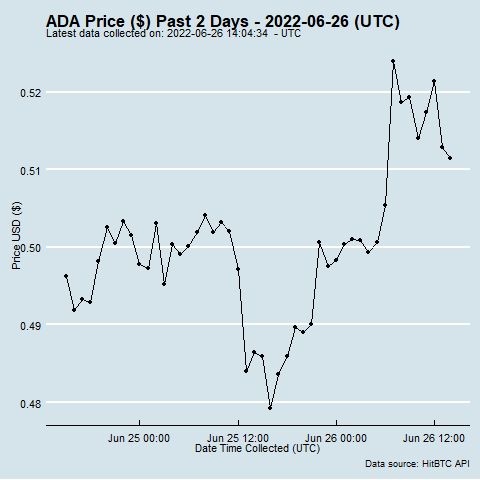 ADA Price ($) Past 2 Days - 2022-06-26 (UTC)
Latest data collected on: 2022-06-26 14:04:34 - UTC
0.52
0.51
0.50
0.49
0.48
Price USD ($)
Jun 25 00:00 Jun 25 12:00 Jun 26 00:00 Jun 26 12:00
Date Time Collected (UTC)
Data source: HitBTC API